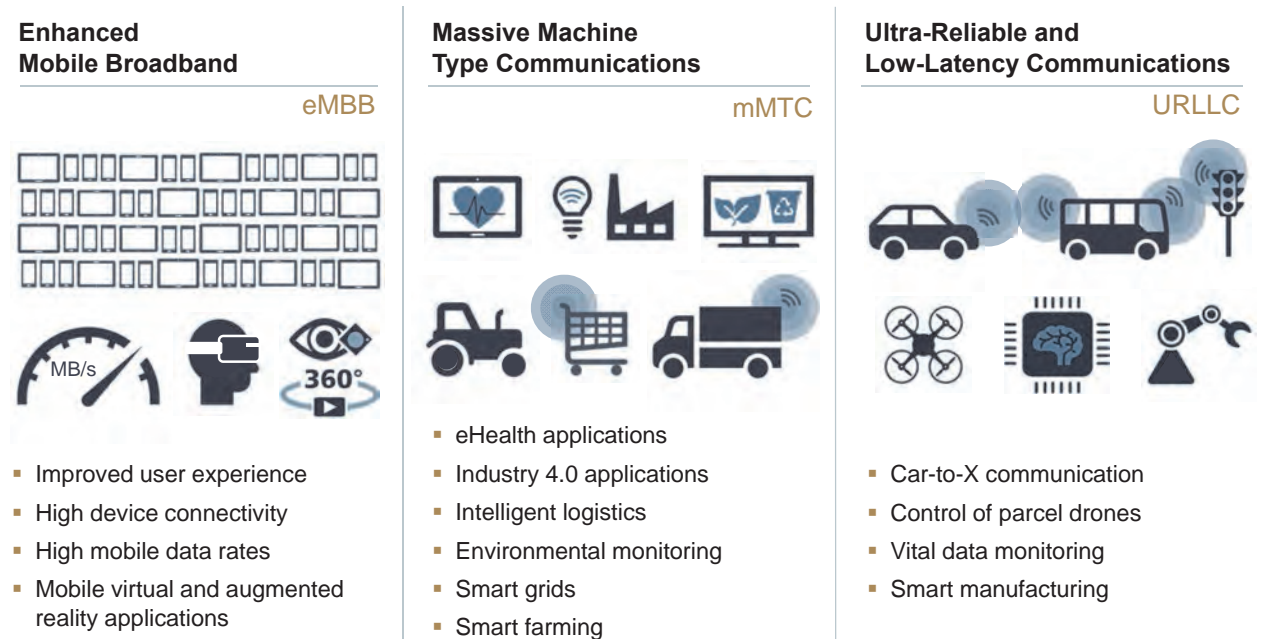 Enhanced
Mobile Broadband
eMBB
MB/s
360°
▪ Improved user experience
▪ High device connectivity
▪ High mobile data rates
▪ Mobile virtual and augmented
reality applications
Massive Machine
Type Communications
mMTC
▪ eHealth applications
▪ Industry 4.0 applications
▪ Intelligent logistics
▪ Environmental monitoring
▪ Smart grids
▪ Smart farming
Ultra-Reliable and
Low-Latency Communications
URLLC
▪ Car-to-X communication
▪ Control of parcel drones
▪ Vital data monitoring
▪ Smart manufacturing